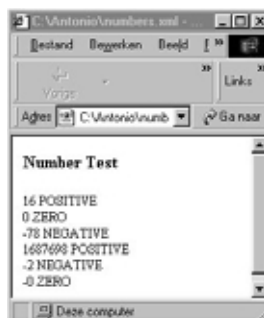 C:\Antonio\numbers.xml - ...
Bestand Bewerken Beeld
Vorige
Links
Adres C:\Antonio\numb Ga naar
Number Test
16 POSITIVE
0 ZERO
-78 NEGATIVE
1687698 POSITIVE
-2 NEGATIVE
-0 ZERO
Deze computer